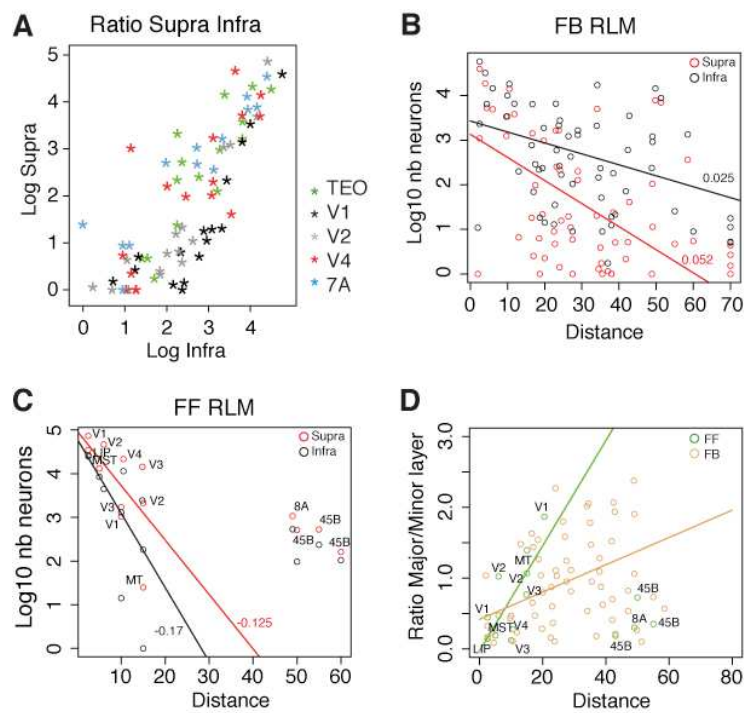 A
Ratio Supra Infra
5
4
3
2
1
0
Log Supra
0 1 2 3 4
Log Infra
TEO
V1
V2
V4
7A
B
FB RLM
Supra
Infra
5
4
3
2
1
0
Log10 nb neurons
0.025
0.052
0 10 20 30 40 50 60 70
Distance
C
FF RLM
Supra
Infra
5
4
3
2
1
0
Log10 nb neurons
V1
V2
LIP
MST
V4
V3
V3
V2
V1
MT
8A
45B
45B
45B
-0.17
-0.125
10 20 30 40 50 60
Distance
D
FF
FB
3.0
2.0
1.0
0.0
Ratio Major/Minor layer
V1
MT
V2
V2
V3
V1
MST
V4
LIP
V3
45B
8A
45B
45B
0 20 40 60 80
Distance